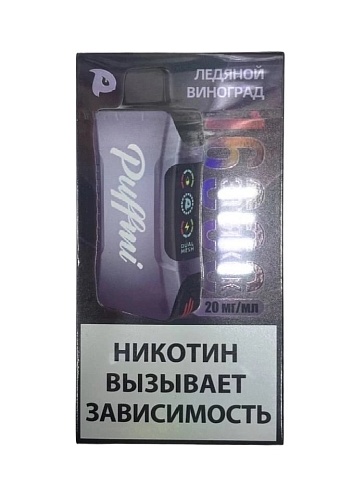 ЛЕДЯНОЙ
ВИНОГРАД
Puffmi
DUAL
MESH
20 мг/мл
НИКОТИН
ВЫЗЫВАЕТ
ЗАВИСИМОСТЬ